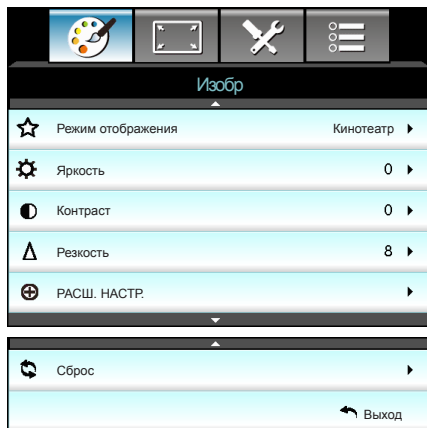 Изобр
Режим отображения Кинотеатр
Яркость 0
Контраст 0
Резкость 8
РАСШ. НАСТР.
Сброс
Выход